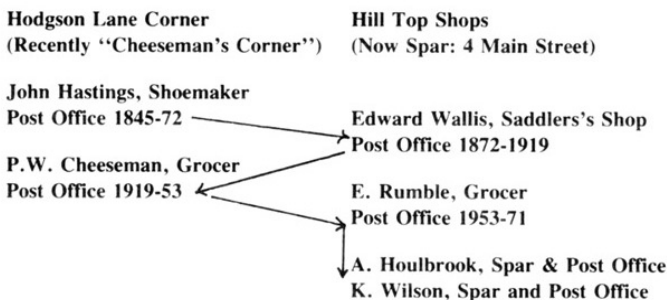 Hodgson Lane Corner
(Recently “Cheeseman’s Corner”)
Hill Top Shops
(Now Spar: 4 Main Street)
John Hastings, Shoemaker
Post Office 1845-72
Edward Wallis, Saddlers’s Shop
Post Office 1872-1919
P.W. Cheeseman, Grocer
Post Office 1919-53
E. Rumble, Grocer
Post Office 1953-71
A. Houlbrook, Spar & Post Office
K. Wilson, Spar and Post Office